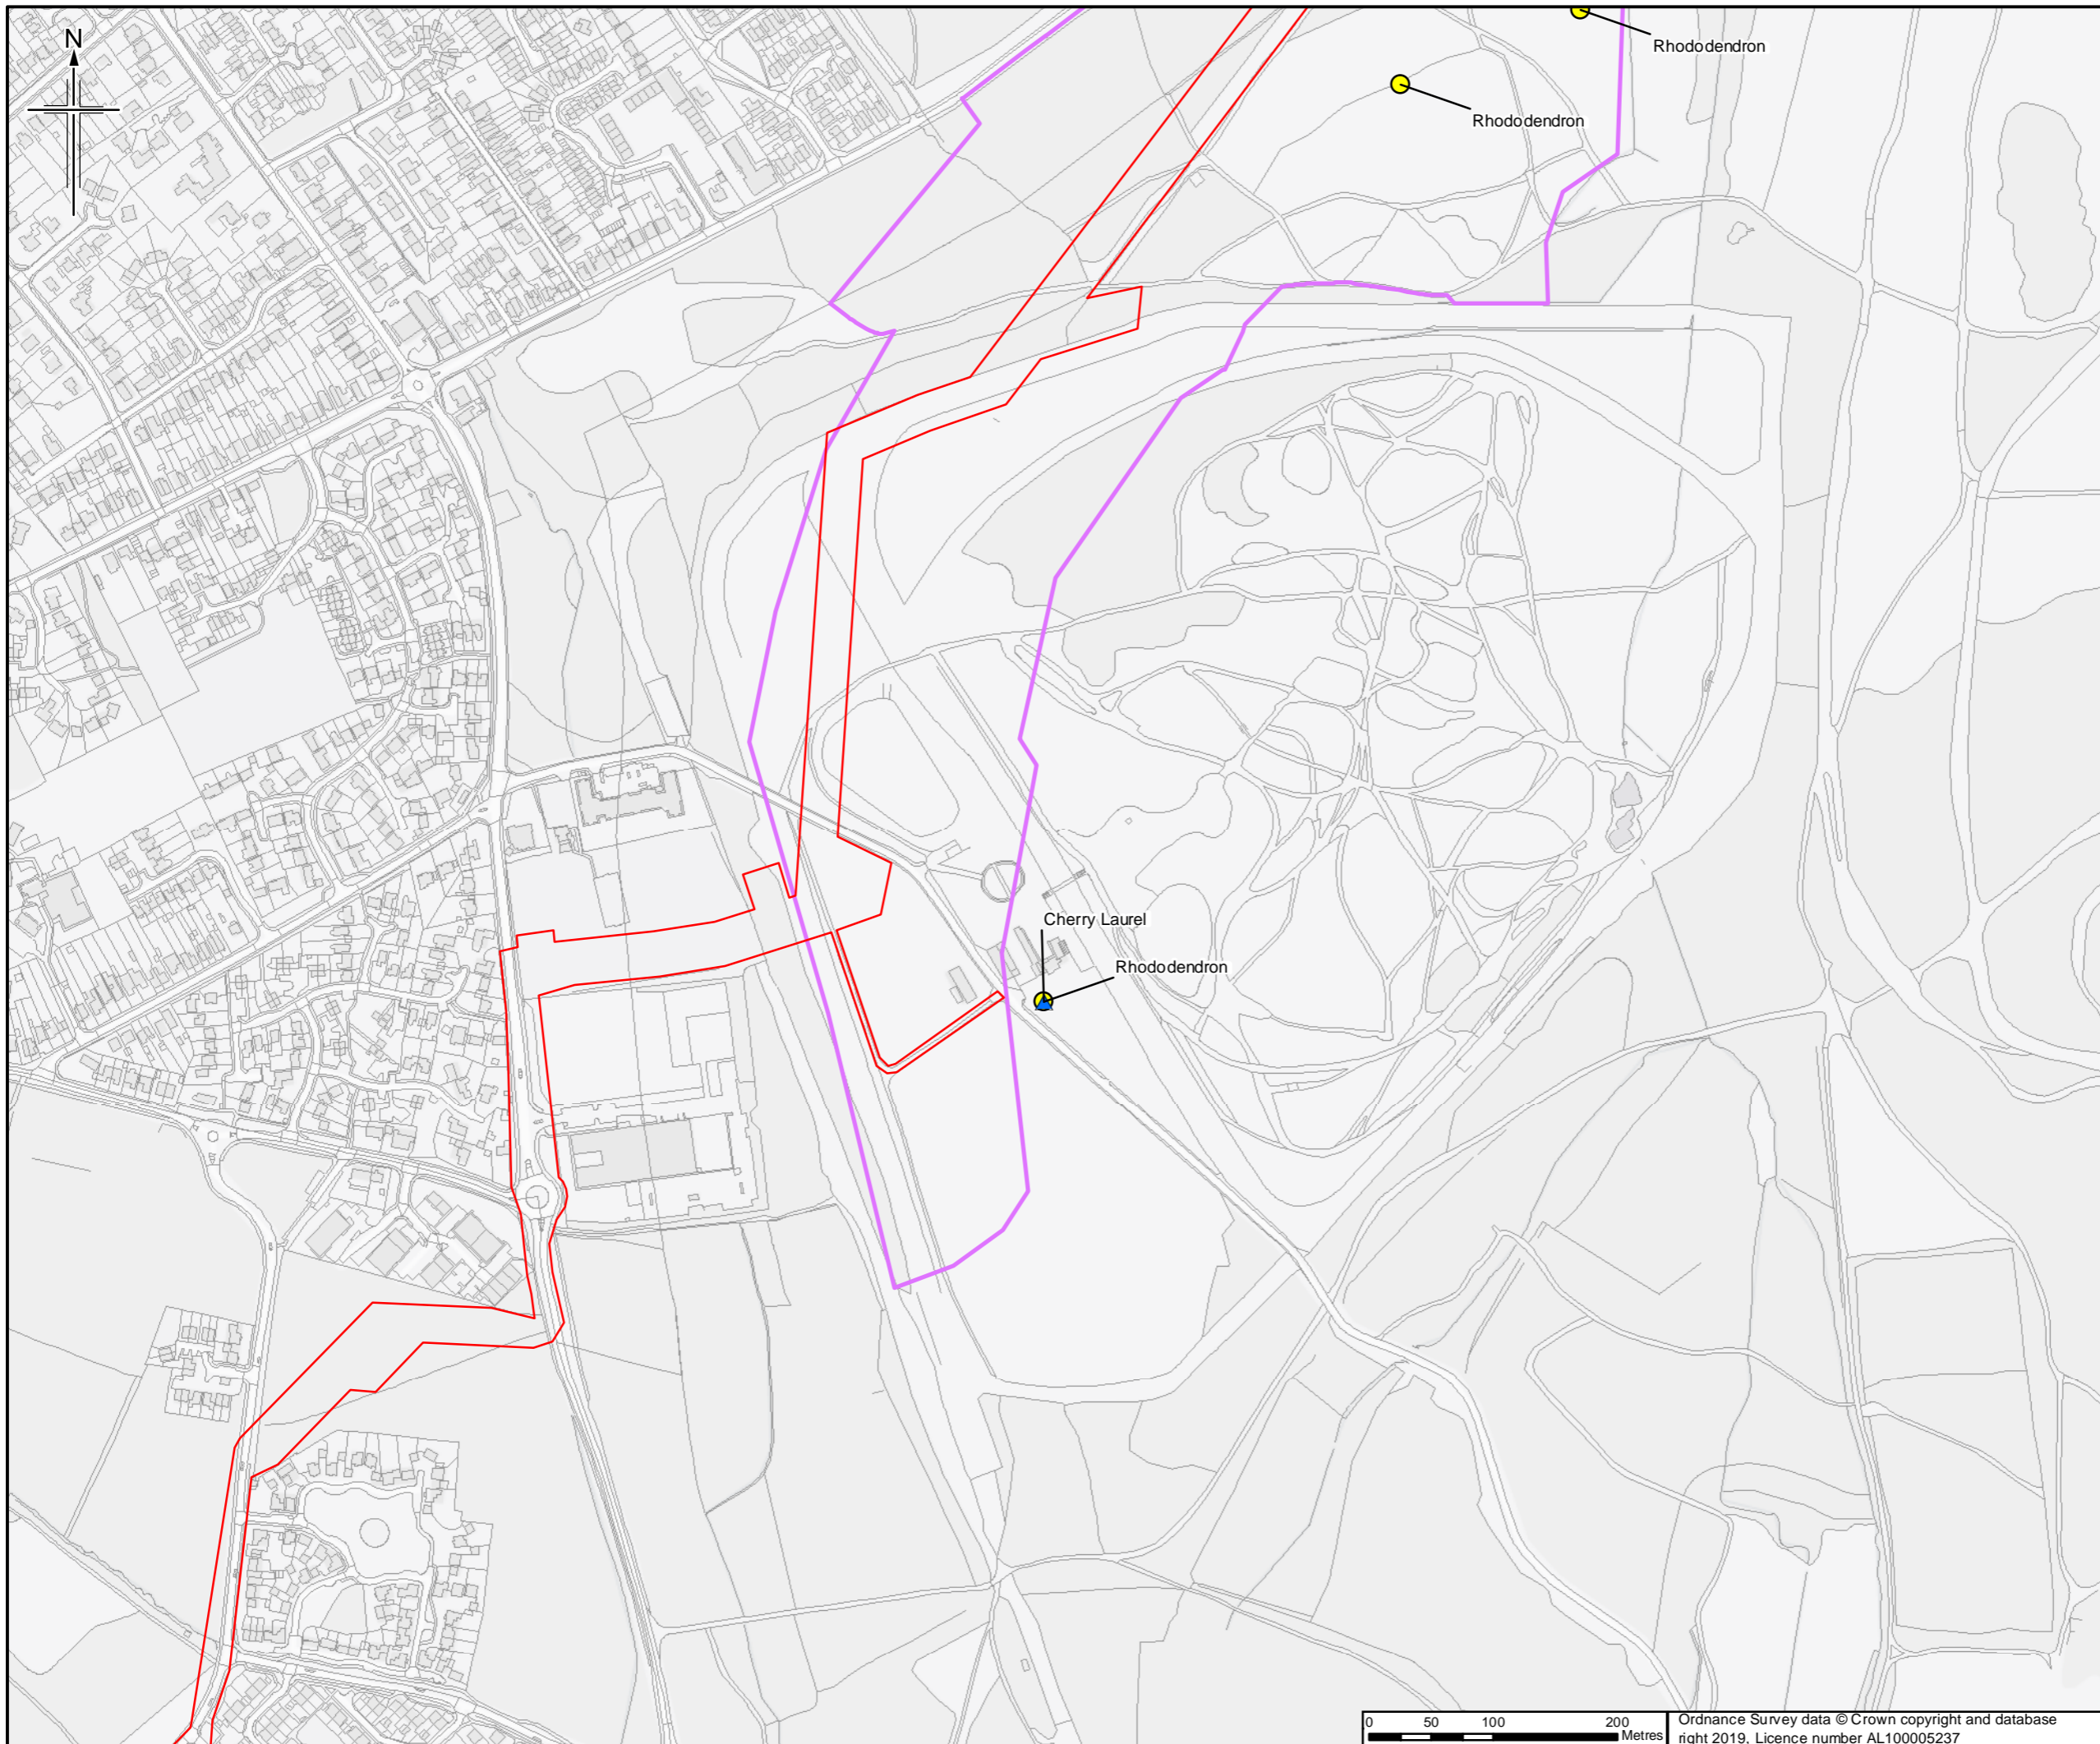 N
Rhododendron
Rhododendron
Cherry Laurel
Rhododendron
0 50 100 200
Metres
Ordnance Survey data © Crown copyright and database
right 2019, Licence number AL100005237